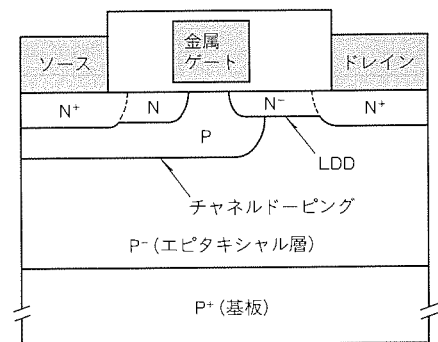 金属
ゲート
ソース
ドレイン
N⁺
N
N⁻
N⁺
P
LDD
チャネルドーピング
P⁻(エピタキシャル層)
P⁺(基板)